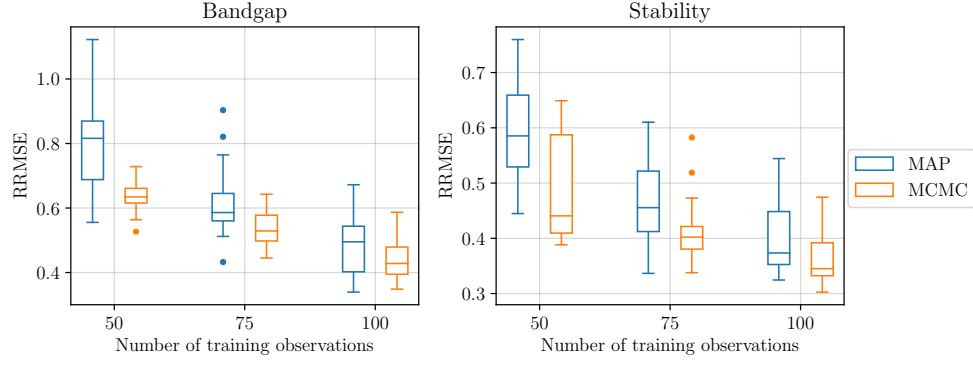 Bandgap
RRMSE
1.0
0.8
0.6
0.4
50
75
100
Number of training observations
Stability
RRMSE
0.7
0.6
0.5
0.4
0.3
50
75
100
Number of training observations
MAP
MCMC